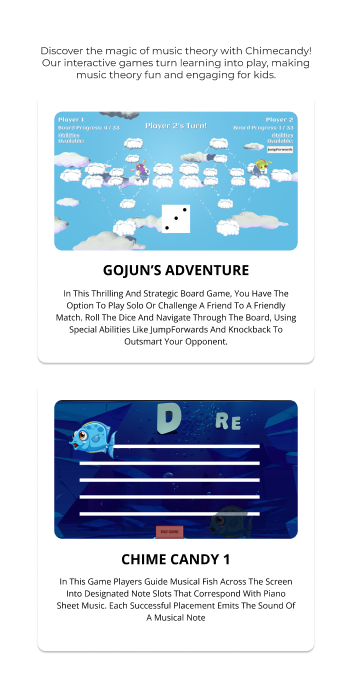 Discover the magic of music theory with Chimecandy!
Our interactive games turn learning into play, making
music theory fun and engaging for kids.
Player 1
Board Progress: 4 / 33
Abilities
Available:
Player 2's Turn!
Player 2
Board Progress: 3 / 33
Abilities
Available:
JumpForwards
GOJUN'S ADVENTURE
In This Thrilling And Strategic Board Game, You Have The
Option To Play Solo Or Challenge A Friend To A Friendly
Match. Roll The Dice And Navigate Through The Board, Using
Special Abilities Like JumpForwards And Knockback To
Outsmart Your Opponent.
D RE
CHIME CANDY 1
In This Game Players Guide Musical Fish Across The Screen
Into Designated Note Slots That Correspond With Piano
Sheet Music. Each Successful Placement Emits The Sound Of
A Musical Note